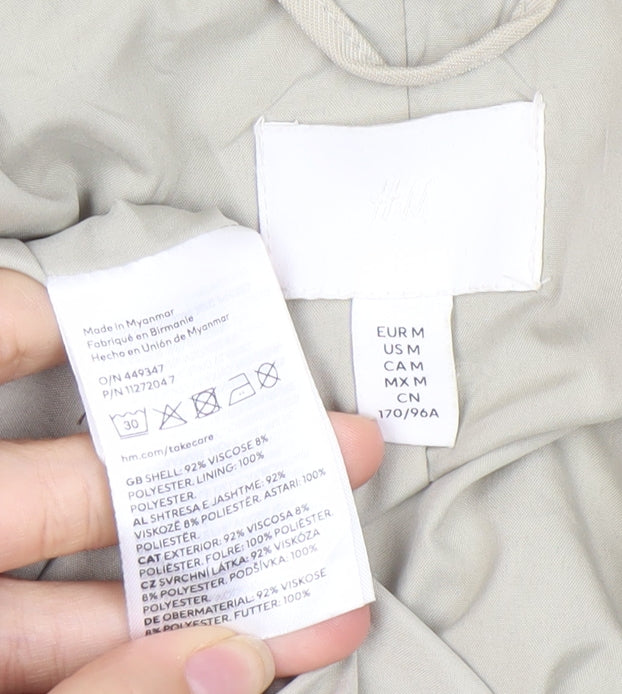 H&M
EUR M
US M
CA M
MX M
CN
170/96A
Made in Myanmar
Fabriqué en Birmanie
Hecho en Unión de Myanmar
O/N 449347
P/N 1127204 7
30
hm.com/takecare
GB SHELL: 92% VISCOSE 8%
POLYESTER. LINING: 100%
POLYESTER.
AL SHTRESA E JASHTME: 92%
VISKOZË 8% POLIESTËR. ASTARI: 100%
POLIESTËR.
CAT EXTERIOR: 92% VISCOSA 8%
POLIÈSTER. FOLRE: 100% POLIÈSTER.
CZ SVRCHNÍ LÁTKA: 92% VISKÓZA
8% POLYESTER. PODŠÍVKA: 100%
POLYESTER.
DE OBERMATERIAL: 92% VISKOSE
8% POLYESTER. FUTTER: 100%